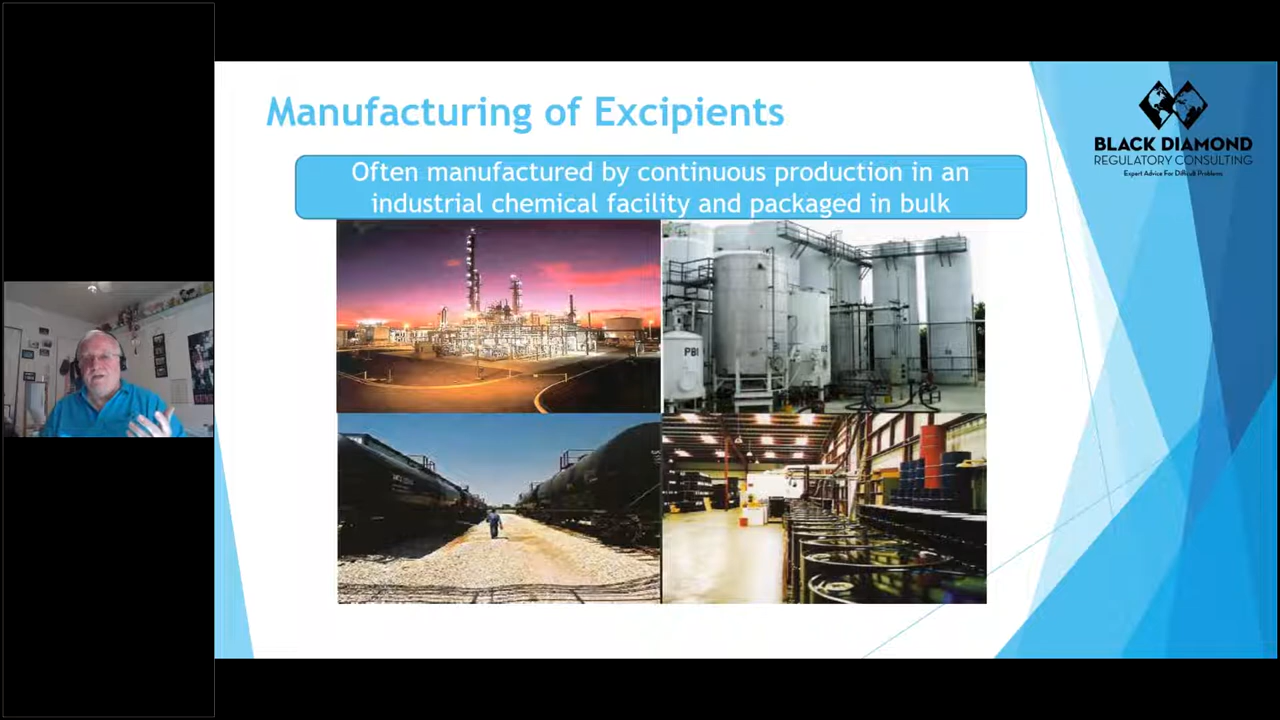 Manufacturing of Excipients
Often manufactured by continuous production in an
industrial chemical facility and packaged in bulk
BLACK DIAMOND
REGULATORY CONSULTING
Expert Advice For Difficult Problems
PBI